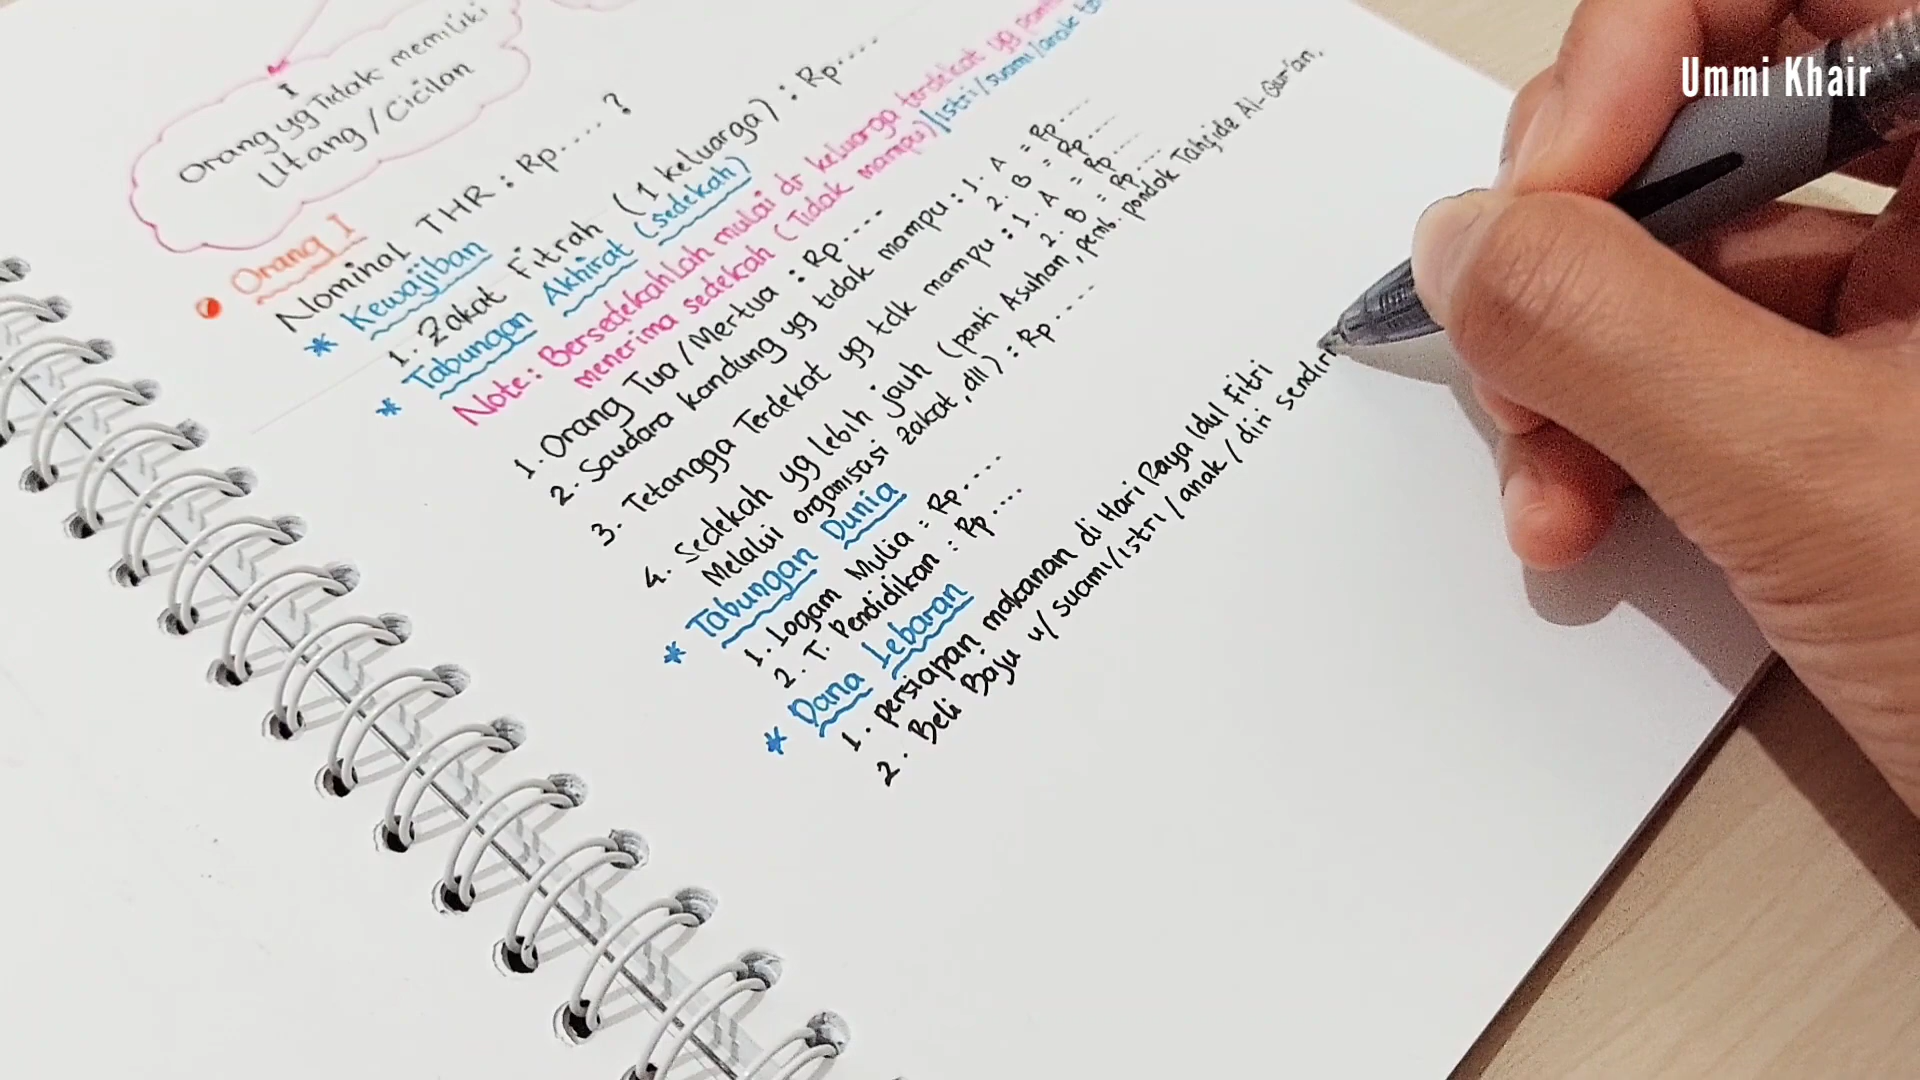 Ummi Khair
I
Orang yg Tidak memiliki
Utang / Cicilan
Orang I
Nominal THR : Rp.... ?
* Kewajiban
1. Zakat Fitrah (1 keluarga) : Rp....
* Tabungan Akhirat (sedekah)
Note : Bersedekahlah mulai dr keluarga terdekat yg
menerima sedekah (Tidak mampu) /istri/suami/anak
1. Orang Tua / Mertua : Rp....
2. Saudara kandung yg tidak mampu : 1. A = Rp....
2. B = Rp....
3. Tetangga Terdekat yg tdk mampu : 1. A = Rp....
2. B = Rp....
4. Sedekah yg lebih jauh (panti Asuhan, pemb. pondok Tahfidz Al-Qur'an,
Melalui organisasi zakat, dll) : Rp....
* Tabungan Dunia
1. Logam Mulia : Rp....
2. T. Pendidikan : Rp....
* Dana Lebaran
1. persiapan makanan di Hari Raya Idul Fitri
2. Beli Baju u/ suami/istri/anak/diri sendiri